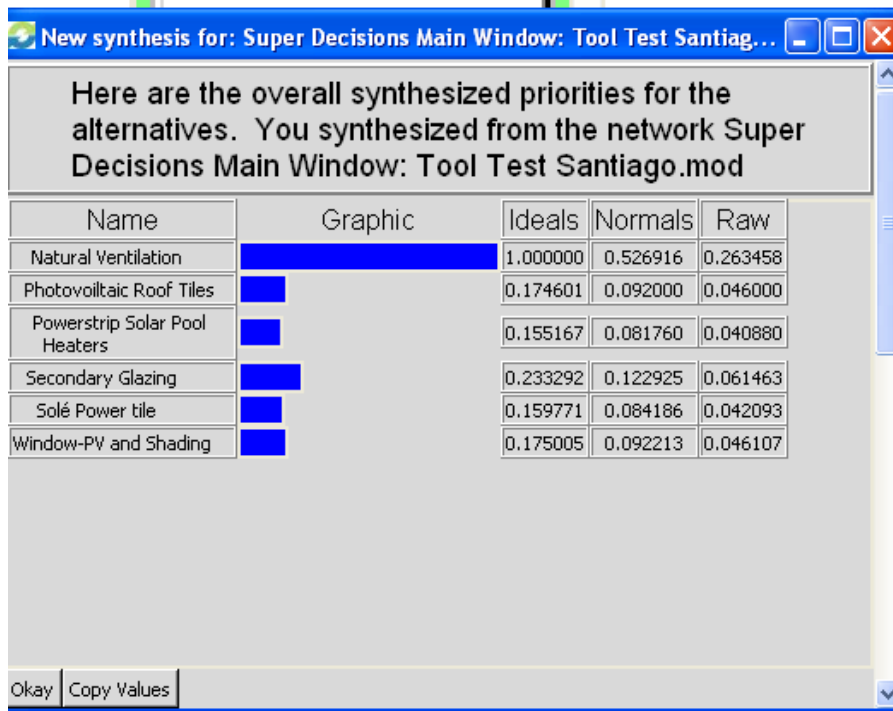 New synthesis for: Super Decisions Main Window: Tool Test Santiag...
Here are the overall synthesized priorities for the
alternatives. You synthesized from the network Super
Decisions Main Window: Tool Test Santiago.mod
Name Graphic Ideals Normals Raw
Natural Ventilation 1.000000 0.526916 0.263458
Photovoiltaic Roof Tiles 0.174601 0.092000 0.046000
Powerstrip Solar Pool
Heaters 0.155167 0.081760 0.040880
Secondary Glazing 0.233292 0.122925 0.061463
Solé Power tile 0.159771 0.084186 0.042093
Window-PV and Shading 0.175005 0.092213 0.046107
Okay Copy Values